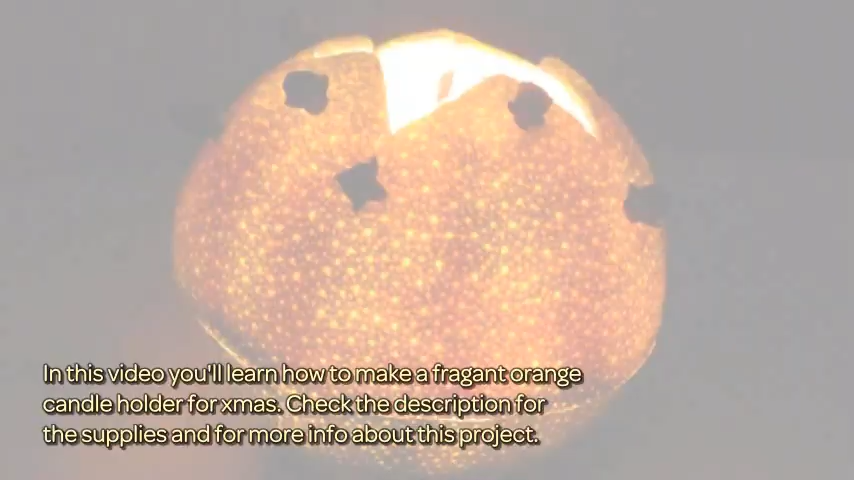 In this video you'll learn how to make a fragant orange
candle holder for xmas. Check the description for
the supplies and for more info about this project.